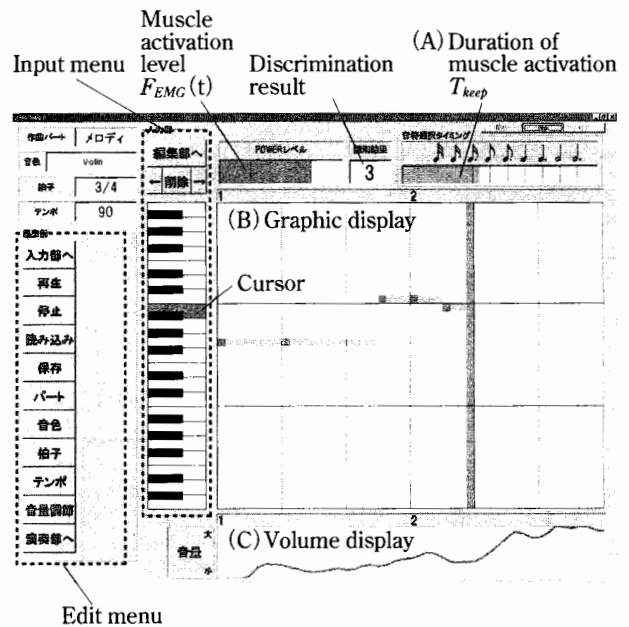 Muscle
activation
level
F_EMG(t)
Input menu
Discrimination
result
(A) Duration of
muscle activation
T_keep
作曲パート メロディ
音色 Violin
拍子 3/4
テンポ 90
編集部へ
← 削除 →
POWERレベル
3
音符選択タイミング
1 2
(B) Graphic display
Cursor
入力部へ
再生
停止
読み込み
保存
パート
音色
拍子
テンポ
音量調節
演奏部へ
1 2
音量 大
小
(C) Volume display
Edit menu